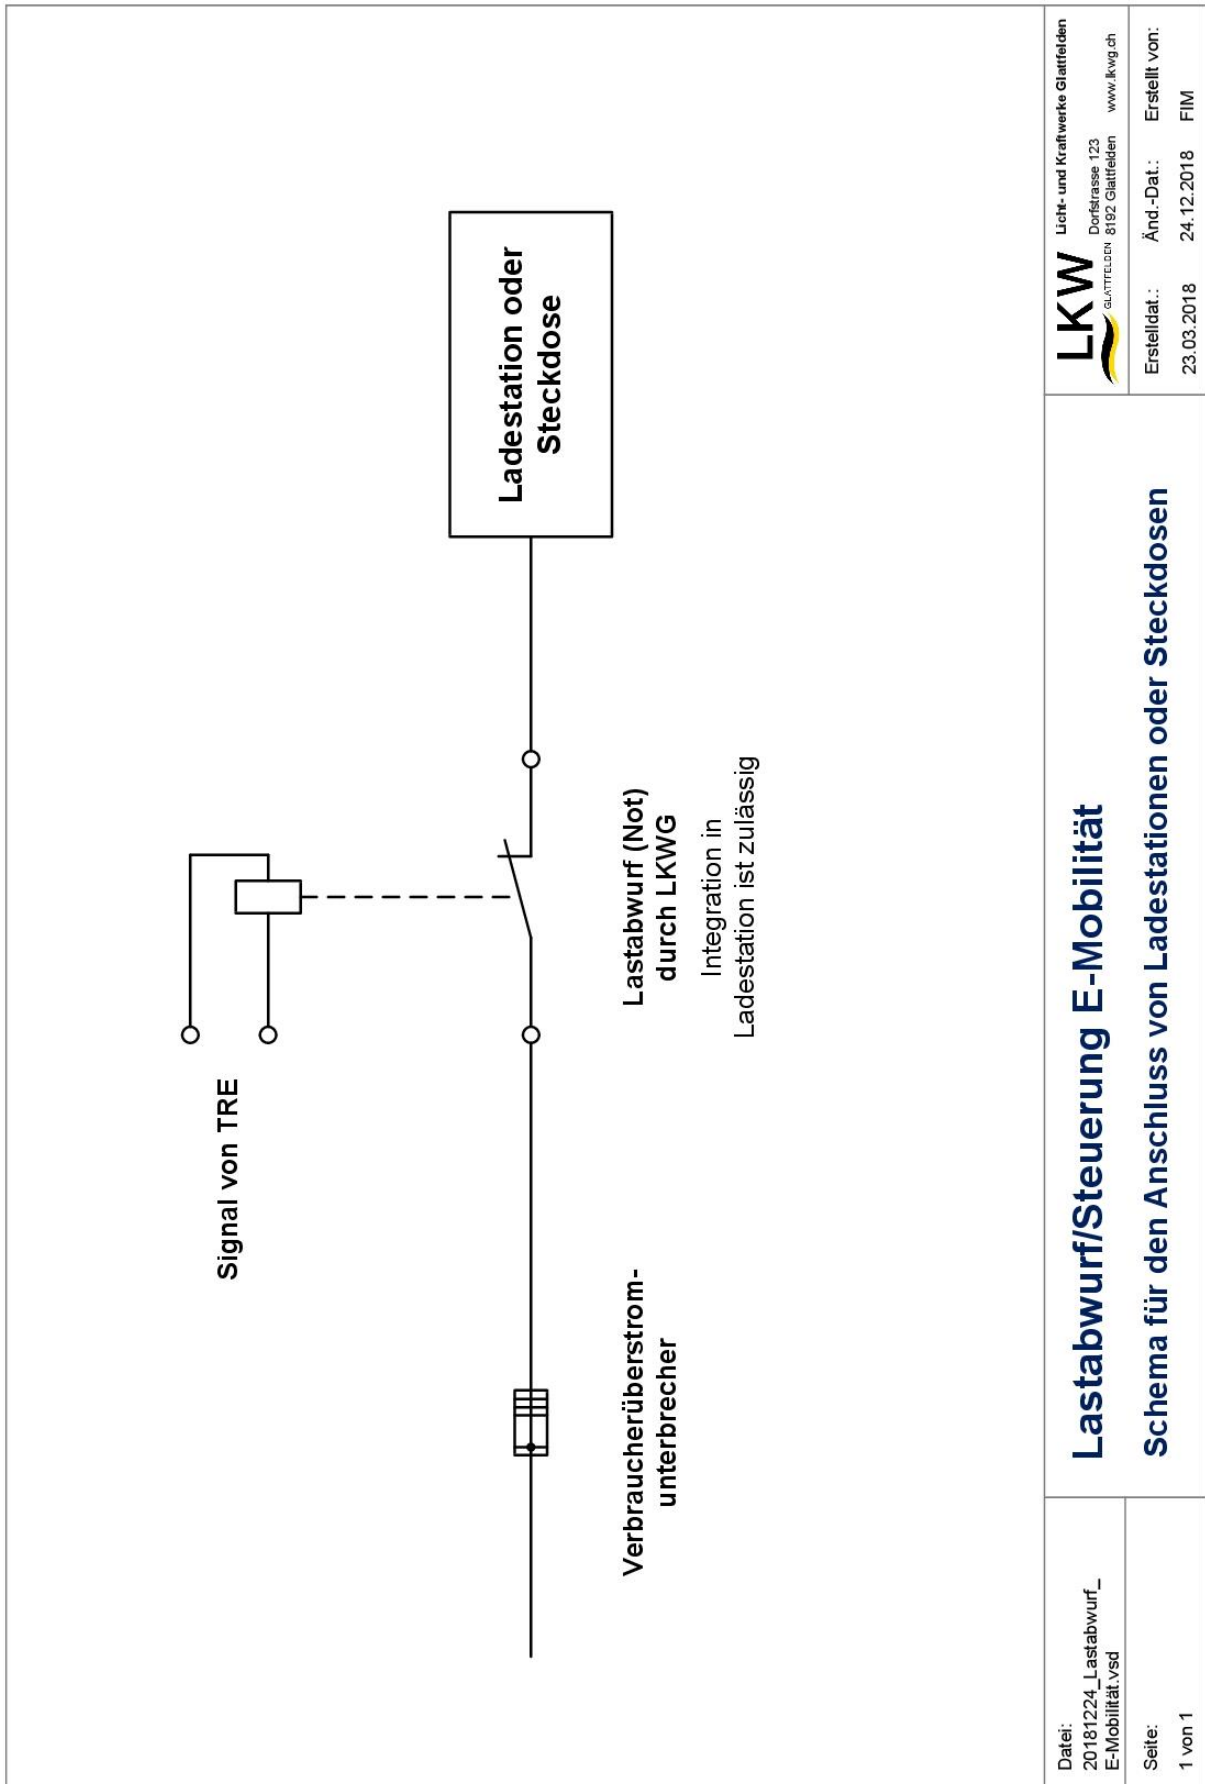 Signal von TRE
Ladestation oder
Steckdose
Verbraucherüberstrom-
unterbrecher
Lastabwurf (Not)
durch LKWG
Integration in
Ladestation ist zulässig
Datei:
20181224_Lastabwurf_
E-Mobilität.vsd
Seite:
1 von 1
Lastabwurf/Steuerung E-Mobilität
Schema für den Anschluss von Ladestationen oder Steckdosen
LKW
GLATTFELDEN
Licht- und Kraftwerke Glattfelden
Dorfstrasse 123
8192 Glattfelden www.lkwg.ch
Erstelldat.: Änd.-Dat.: Erstellt von:
23.03.2018 24.12.2018 FIM